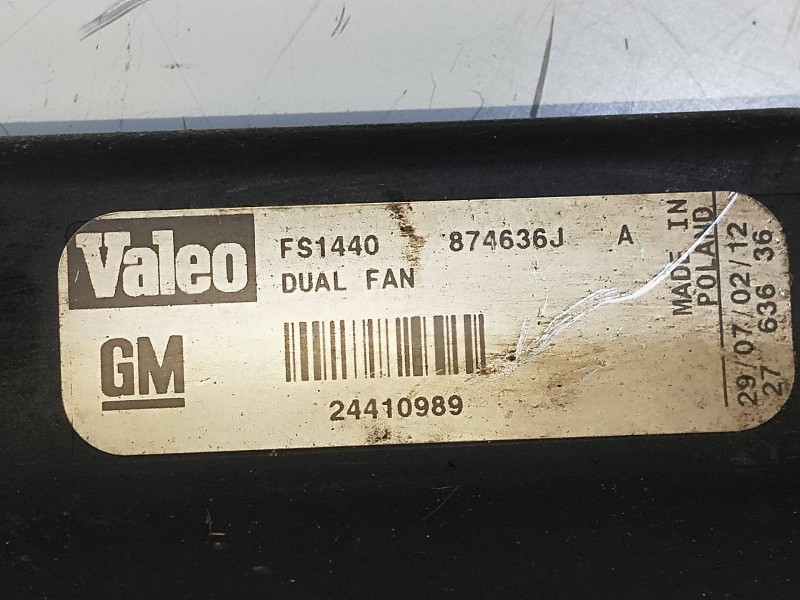 Valeo
FS1440 874636J A
DUAL FAN
GM
24410989
MADE IN
POLAND
29/07/02/12
27 636 36